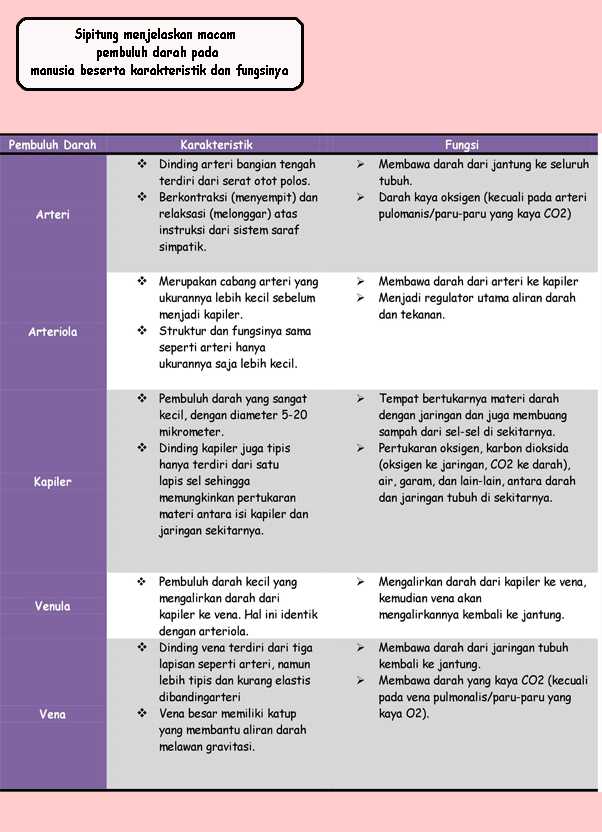 Sipitung menjelaskan macam
pembuluh darah pada
manusia beserta karakteristik dan fungsinya
Pembuluh Darah Karakteristik Fungsi
Arteri
❖ Dinding arteri bangian tengah
terdiri dari serat otot polos.
❖ Berkontraksi (menyempit) dan
relaksasi (melonggar) atas
instruksi dari sistem saraf
simpatik.
➢ Membawa darah dari jantung ke seluruh
tubuh.
➢ Darah kaya oksigen (kecuali pada arteri
pulomanis/paru-paru yang kaya CO2)
Arteriola
❖ Merupakan cabang arteri yang
ukurannya lebih kecil sebelum
menjadi kapiler.
❖ Struktur dan fungsinya sama
seperti arteri hanya
ukurannya saja lebih kecil.
➢ Membawa darah dari arteri ke kapiler
➢ Menjadi regulator utama aliran darah
dan tekanan.
Kapiler
❖ Pembuluh darah yang sangat
kecil, dengan diameter 5-20
mikrometer.
❖ Dinding kapiler juga tipis
hanya terdiri dari satu
lapis sel sehingga
memungkinkan pertukaran
materi antara isi kapiler dan
jaringan sekitarnya.
➢ Tempat bertukarnya materi darah
dengan jaringan dan juga membuang
sampah dari sel-sel di sekitarnya.
➢ Pertukaran oksigen, karbon dioksida
(oksigen ke jaringan, CO2 ke darah),
air, garam, dan lain-lain, antara darah
dan jaringan tubuh di sekitarnya.
Venula
❖ Pembuluh darah kecil yang
mengalirkan darah dari
kapiler ke vena. Hal ini identik
dengan arteriola.
➢ Mengalirkan darah dari kapiler ke vena,
kemudian vena akan
mengalirkannya kembali ke jantung.
Vena
❖ Dinding vena terdiri dari tiga
lapisan seperti arteri, namun
lebih tipis dan kurang elastis
dibandingarteri
❖ Vena besar memiliki katup
yang membantu aliran darah
melawan gravitasi.
➢ Membawa darah dari jaringan tubuh
kembali ke jantung.
➢ Membawa darah yang kaya CO2 (kecuali
pada vena pulmonalis/paru-paru yang
kaya O2).